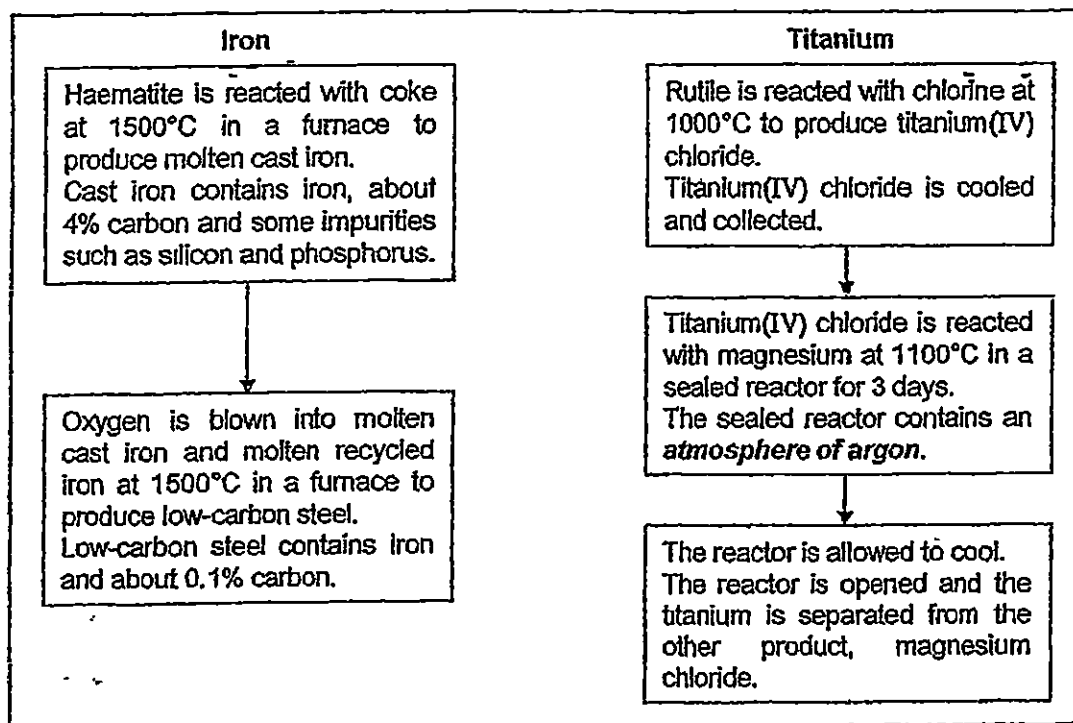 Iron
Haematite is reacted with coke
at 1500°C in a furnace to
produce molten cast iron.
Cast iron contains iron, about
4% carbon and some impurities
such as silicon and phosphorus.
Oxygen is blown into molten
cast iron and molten recycled
iron at 1500°C in a furnace to
produce low-carbon steel.
Low-carbon steel contains iron
and about 0.1% carbon.
Titanium
Rutile is reacted with chlorine at
1000°C to produce titanium(IV)
chloride.
Titanium(IV) chloride is cooled
and collected.
Titanium(IV) chloride is reacted
with magnesium at 1100°C in a
sealed reactor for 3 days.
The sealed reactor contains an
atmosphere of argon.
The reactor is allowed to cool.
The reactor is opened and the
titanium is separated from the
other product, magnesium
chloride.